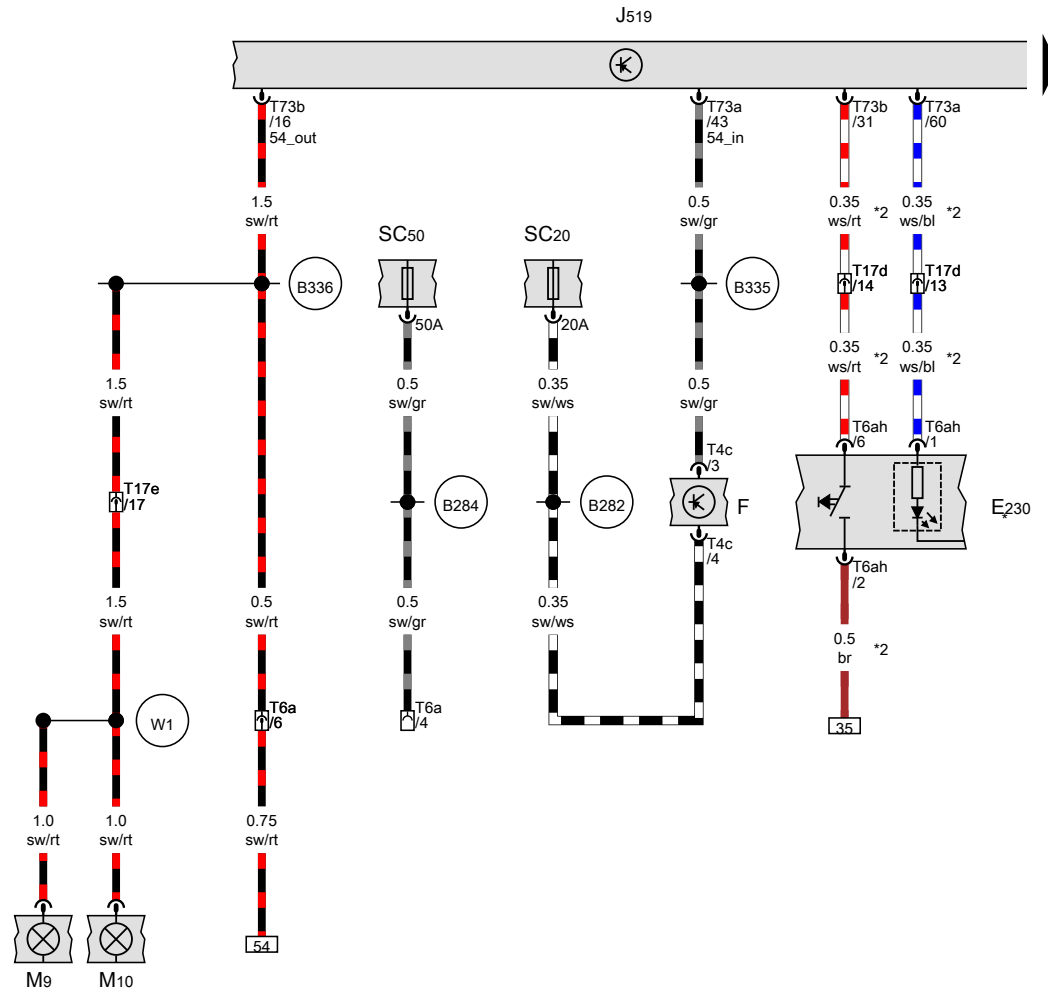 J519
T73b
/16
54_out
T73a
/43
54_in
T73b
/31
T73a
/60
1.5
sw/rt
0.5
sw/gr
0.35
ws/rt
*2
0.35
ws/bl
*2
SC50
SC20
B336
B335
T17d
/14
T17d
/13
50A
20A
1.5
sw/rt
0.5
sw/gr
0.35
sw/ws
0.5
sw/gr
0.35
ws/rt
*2
0.35
ws/bl
*2
T4c
/3
T6ah
/6
T6ah
/1
T17e
/17
B284
B282
F
E230
*
T4c
/4
T6ah
/2
1.5
sw/rt
0.5
sw/rt
0.5
sw/gr
0.35
sw/ws
0.5
br
*2
W1
T6a
/6
T6a
/4
35
1.0
sw/rt
1.0
sw/rt
0.75
sw/rt
54
M9
M10